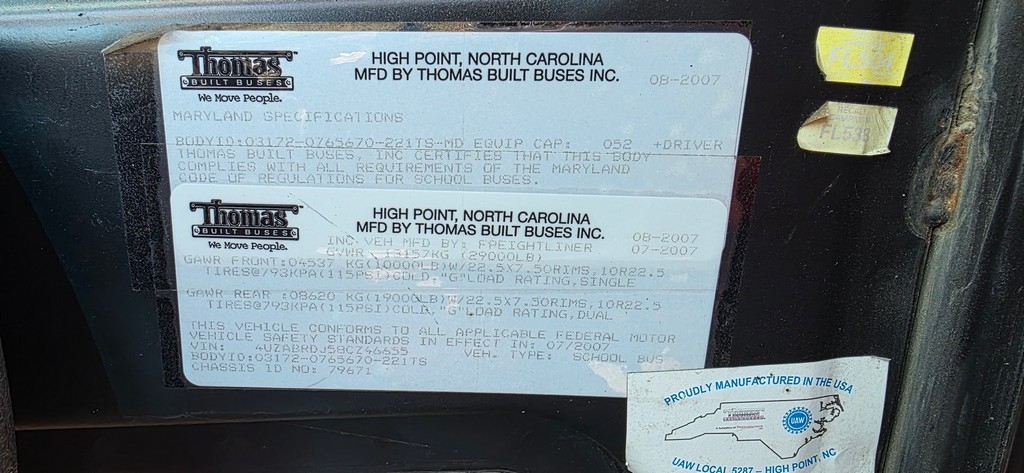 Thomas
BUILT BUSES
We Move People.
HIGH POINT, NORTH CAROLINA
MFD BY THOMAS BUILT BUSES INC.
08-2007
MARYLAND SPECIFICATIONS
BODYID:03172-0765670-221TS-MD EQUIP CAP: 052 +DRIVER
THOMAS BUILT BUSES, INC CERTIFIES THAT THIS BODY
COMPLIES WITH ALL REQUIREMENTS OF THE MARYLAND
CODE OF REGULATIONS FOR SCHOOL BUSES.
Thomas
BUILT BUSES
We Move People.
HIGH POINT, NORTH CAROLINA
MFD BY THOMAS BUILT BUSES INC.
08-2007
INC VEH MFD BY: FREIGHTLINER 07-2007
GVWR 13157KG (29000LB)
GAWR FRONT:04537 KG(10000LB)W/22.5X7.50RIMS,10R22.5
TIRES@793KPA(115PSI)COLD,"G"LOAD RATING,SINGLE
GAWR REAR :08620 KG(19000LB)W/22.5X7.50RIMS,10R22.5
TIRES@793KPA(115PSI)COLD,"G"LOAD RATING,DUAL
THIS VEHICLE CONFORMS TO ALL APPLICABLE FEDERAL MOTOR
VEHICLE SAFETY STANDARDS IN EFFECT IN: 07/2007
VIN: 4UZABRDJ58CZ46655 VEH. TYPE: SCHOOL BUS
BODYID:03172-0765670-221TS
CHASSIS ID NO: 79671
FL538
PROUDLY MANUFACTURED IN THE USA
UAW
UAW LOCAL 5287 – HIGH POINT, NC